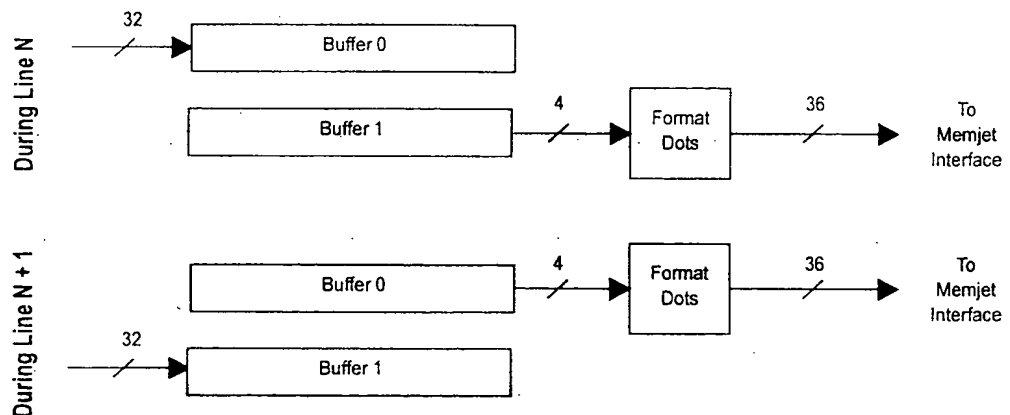 During Line N
32
Buffer 0
Buffer 1
4
Format
Dots
36
To
Memjet
Interface
During Line N + 1
Buffer 0
4
Format
Dots
36
To
Memjet
Interface
32
Buffer 1